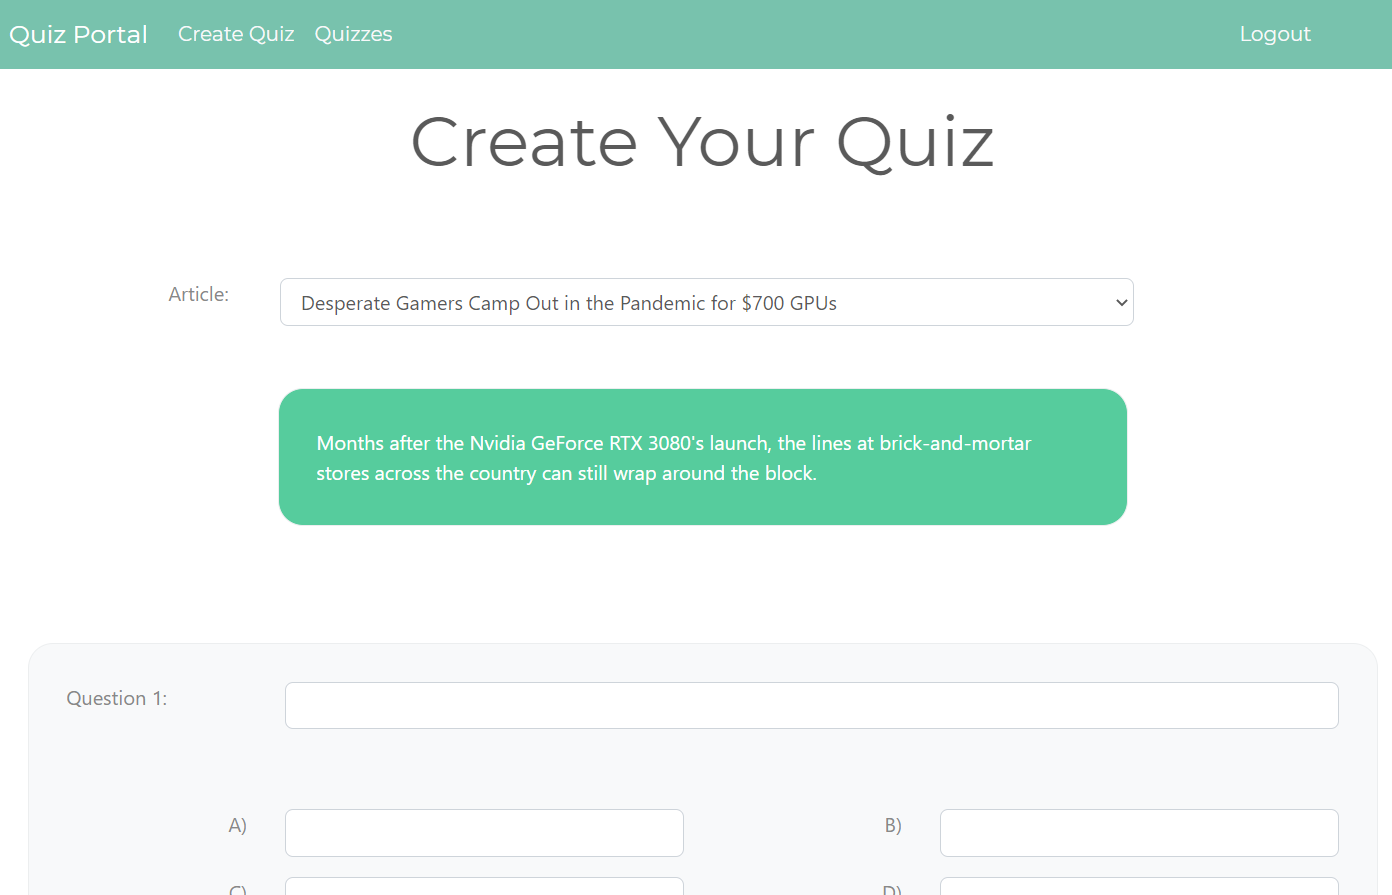 Quiz Portal Create Quiz Quizzes Logout
Create Your Quiz
Article: Desperate Gamers Camp Out in the Pandemic for $700 GPUs
Months after the Nvidia GeForce RTX 3080's launch, the lines at brick-and-mortar
stores across the country can still wrap around the block.
Question 1:
A) B)
C) D)